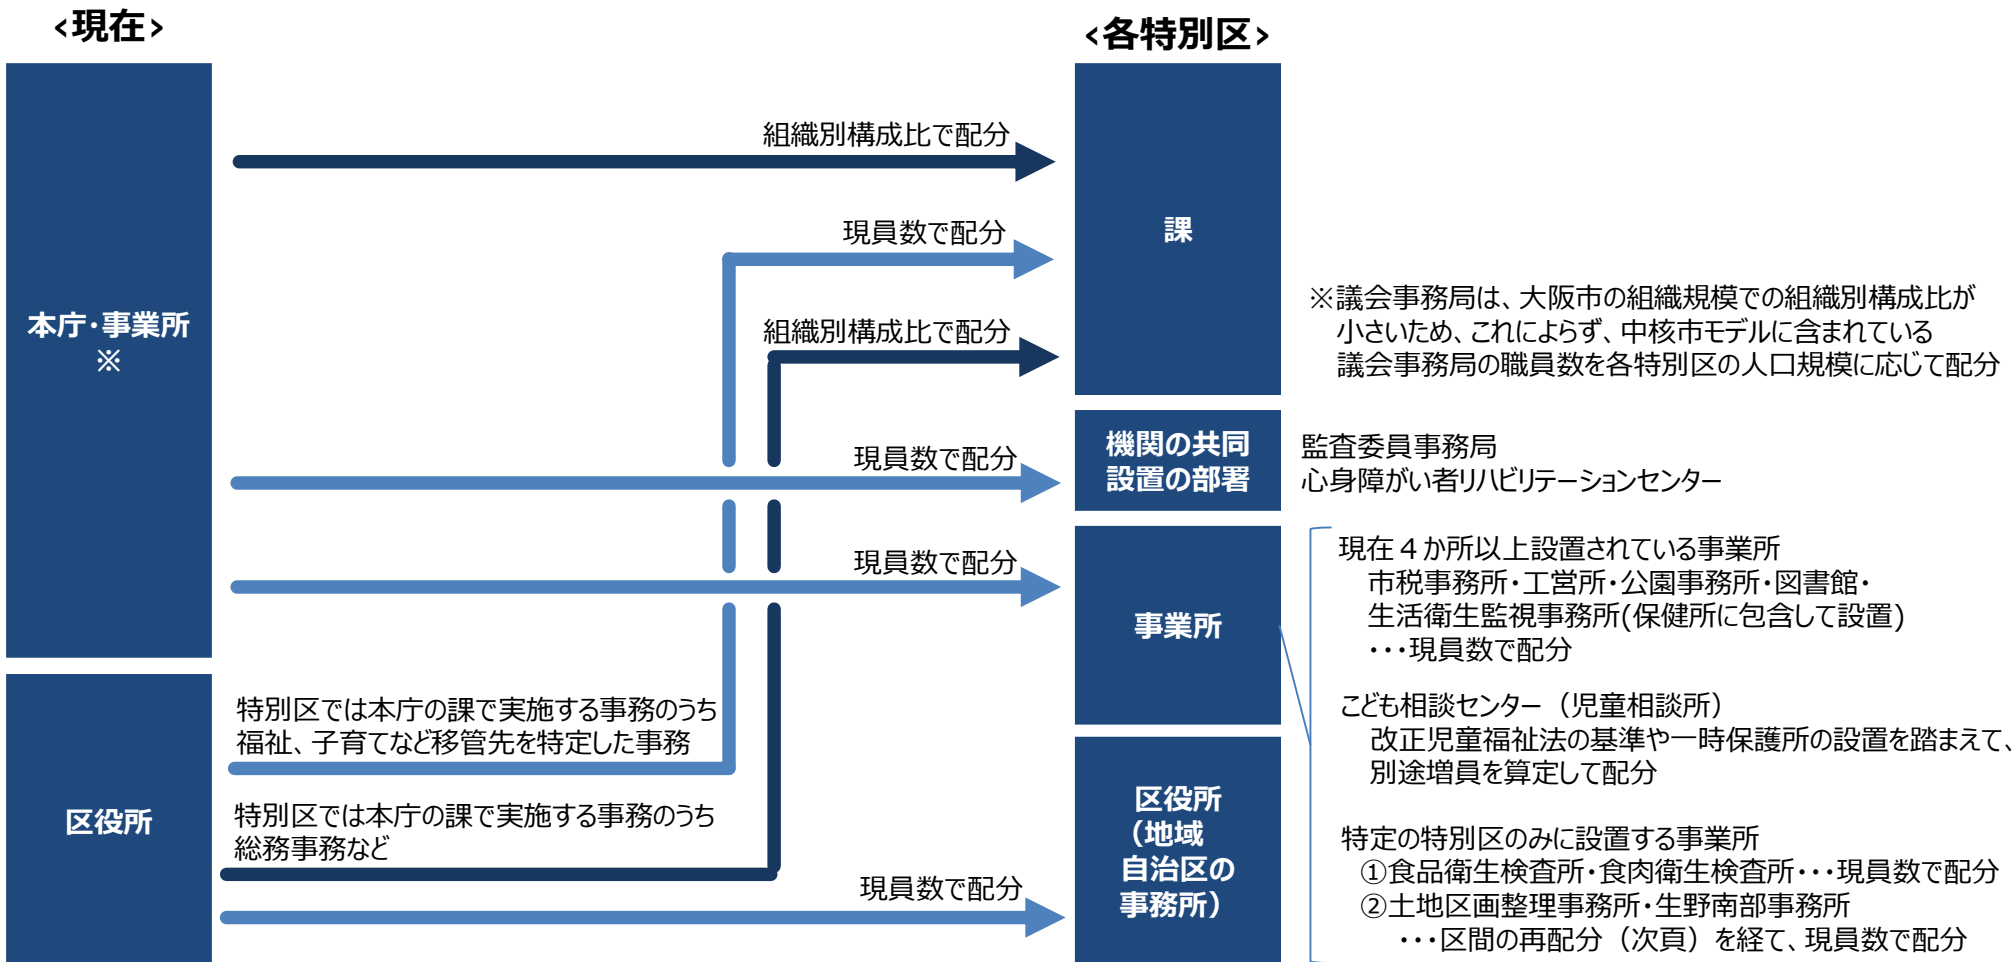 <現在>
<各特別区>
本庁・事業所
※
区役所
組織別構成比で配分
現員数で配分
組織別構成比で配分
現員数で配分
現員数で配分
特別区では本庁の課で実施する事務のうち
福祉、子育てなど移管先を特定した事務
特別区では本庁の課で実施する事務のうち
総務事務など
現員数で配分
課
機関の共同
設置の部署
事業所
区役所
（地域
自治区の
事務所）
※議会事務局は、大阪市の組織規模での組織別構成比が
小さいため、これによらず、中核市モデルに含まれている
議会事務局の職員数を各特別区の人口規模に応じて配分
監査委員事務局
心身障がい者リハビリテーションセンター
現在４か所以上設置されている事業所
市税事務所・工営所・公園事務所・図書館・
生活衛生監視事務所(保健所に包含して設置)
・・・現員数で配分
こども相談センター（児童相談所）
改正児童福祉法の基準や一時保護所の設置を踏まえて、
別途増員を算定して配分
特定の特別区のみに設置する事業所
①食品衛生検査所・食肉衛生検査所・・・現員数で配分
②土地区画整理事務所・生野南部事務所
・・・区間の再配分（次頁）を経て、現員数で配分